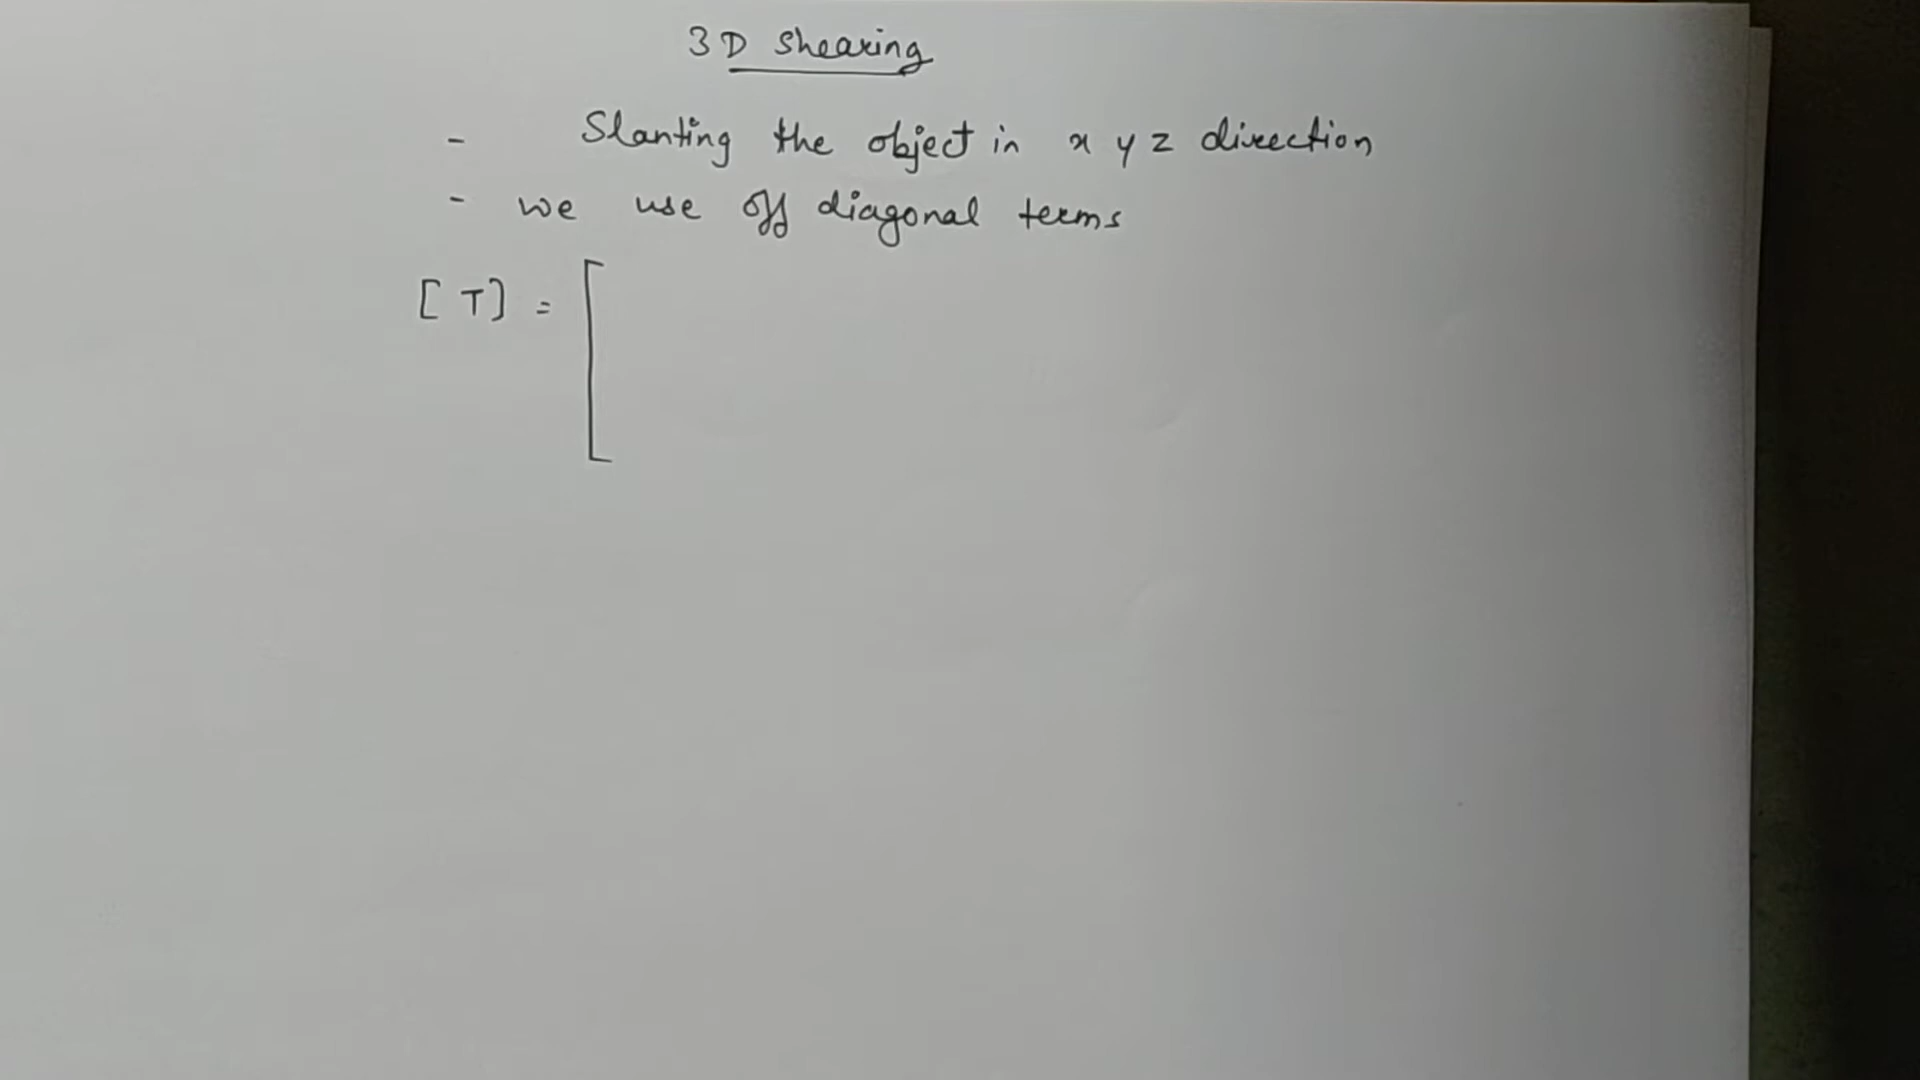 3D Shearing
- Slanting the object in x y z direction
- we use off diagonal terms
[T] = [